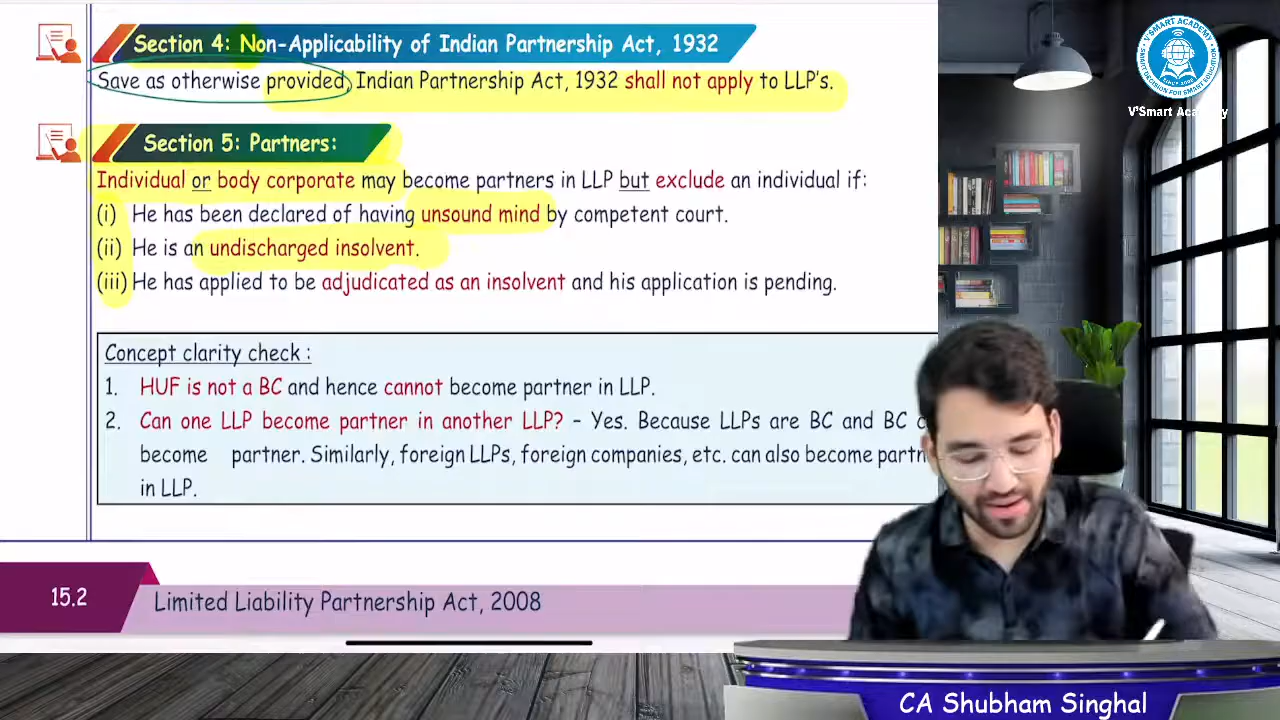 Section 4: Non-Applicability of Indian Partnership Act, 1932
Save as otherwise provided, Indian Partnership Act, 1932 shall not apply to LLP's.
Section 5: Partners:
Individual or body corporate may become partners in LLP but exclude an individual if:
(i) He has been declared of having unsound mind by competent court.
(ii) He is an undischarged insolvent.
(iii) He has applied to be adjudicated as an insolvent and his application is pending.
Concept clarity check :
1. HUF is not a BC and hence cannot become partner in LLP.
2. Can one LLP become partner in another LLP? – Yes. Because LLPs are BC and BC
become partner. Similarly, foreign LLPs, foreign companies, etc. can also become
in LLP.
15.2
Limited Liability Partnership Act, 2008
V'SMART ACADEMY
V'Smart Academy
CA Shubham Singhal